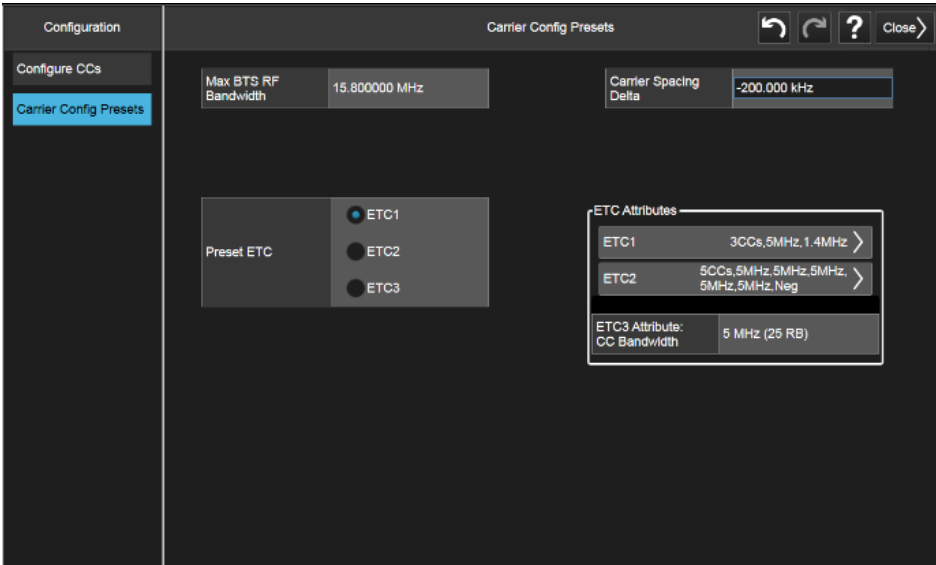 Configuration
Carrier Config Presets
?
Close
Configure CCs
Carrier Config Presets
Max BTS RF
Bandwidth
15.800000 MHz
Carrier Spacing
Delta
-200.000 kHz
Preset ETC
ETC1
ETC2
ETC3
ETC Attributes
ETC1
3CCs,5MHz,1.4MHz
ETC2
5CCs,5MHz,5MHz,5MHz,
5MHz,5MHz,Neg
ETC3 Attribute:
CC Bandwidth
5 MHz (25 RB)